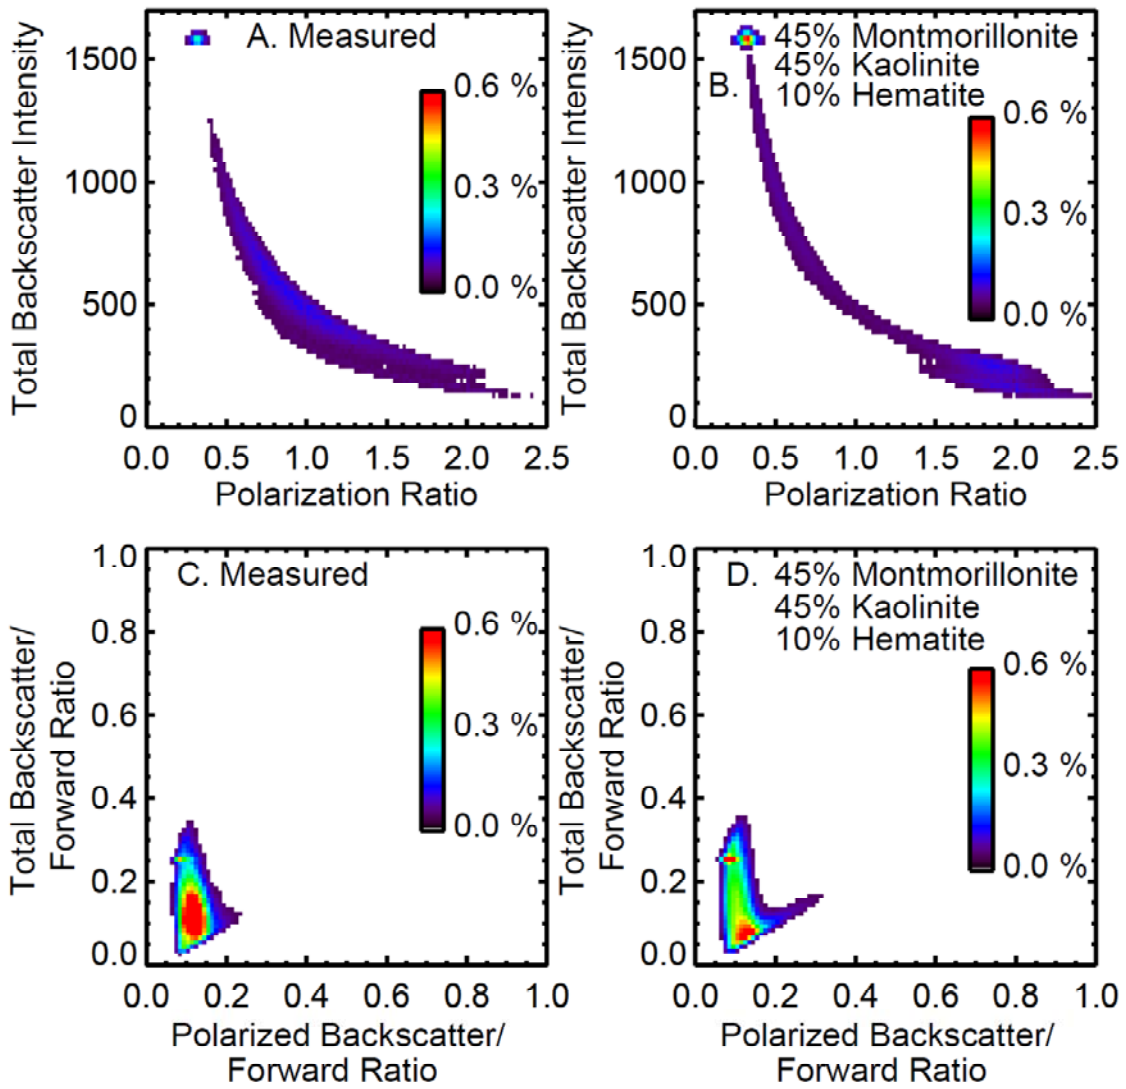 Total Backscatter Intensity
1500
1000
500
0
A. Measured
0.6 %
0.3 %
0.0 %
0.0 0.5 1.0 1.5 2.0 2.5
Polarization Ratio
Total Backscatter Intensity
1500
1000
500
0
45% Montmorillonite
45% Kaolinite
B.
10% Hematite
0.6 %
0.3 %
0.0 %
0.0 0.5 1.0 1.5 2.0 2.5
Polarization Ratio
Total Backscatter/
Forward Ratio
1.0
0.8
0.6
0.4
0.2
0.0
C. Measured
0.6 %
0.3 %
0.0 %
0.0 0.2 0.4 0.6 0.8 1.0
Polarized Backscatter/
Forward Ratio
Total Backscatter/
Forward Ratio
1.0
0.8
0.6
0.4
0.2
0.0
D. 45% Montmorillonite
45% Kaolinite
10% Hematite
0.6 %
0.3 %
0.0 %
0.0 0.2 0.4 0.6 0.8 1.0
Polarized Backscatter/
Forward Ratio